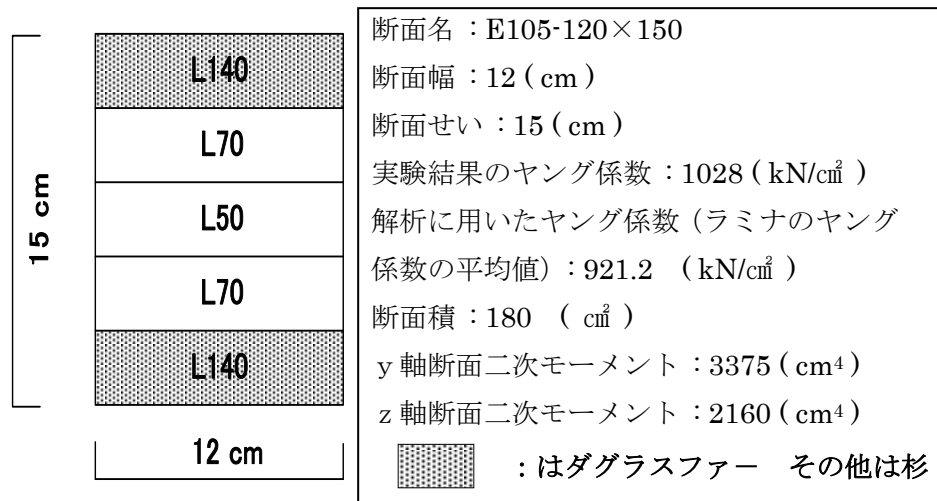 15 cm
L140
L70
L50
L70
L140
12 cm
断面名：E105-120×150
断面幅：12（cm）
断面せい：15（cm）
実験結果のヤング係数：1028（kN/㎠）
解析に用いたヤング係数（ラミナのヤング
係数の平均値）：921.2　（kN/㎠）
断面積：180　（㎠）
y軸断面二次モーメント：3375（cm⁴）
z軸断面二次モーメント：2160（cm⁴）
：はダグラスファー　その他は杉